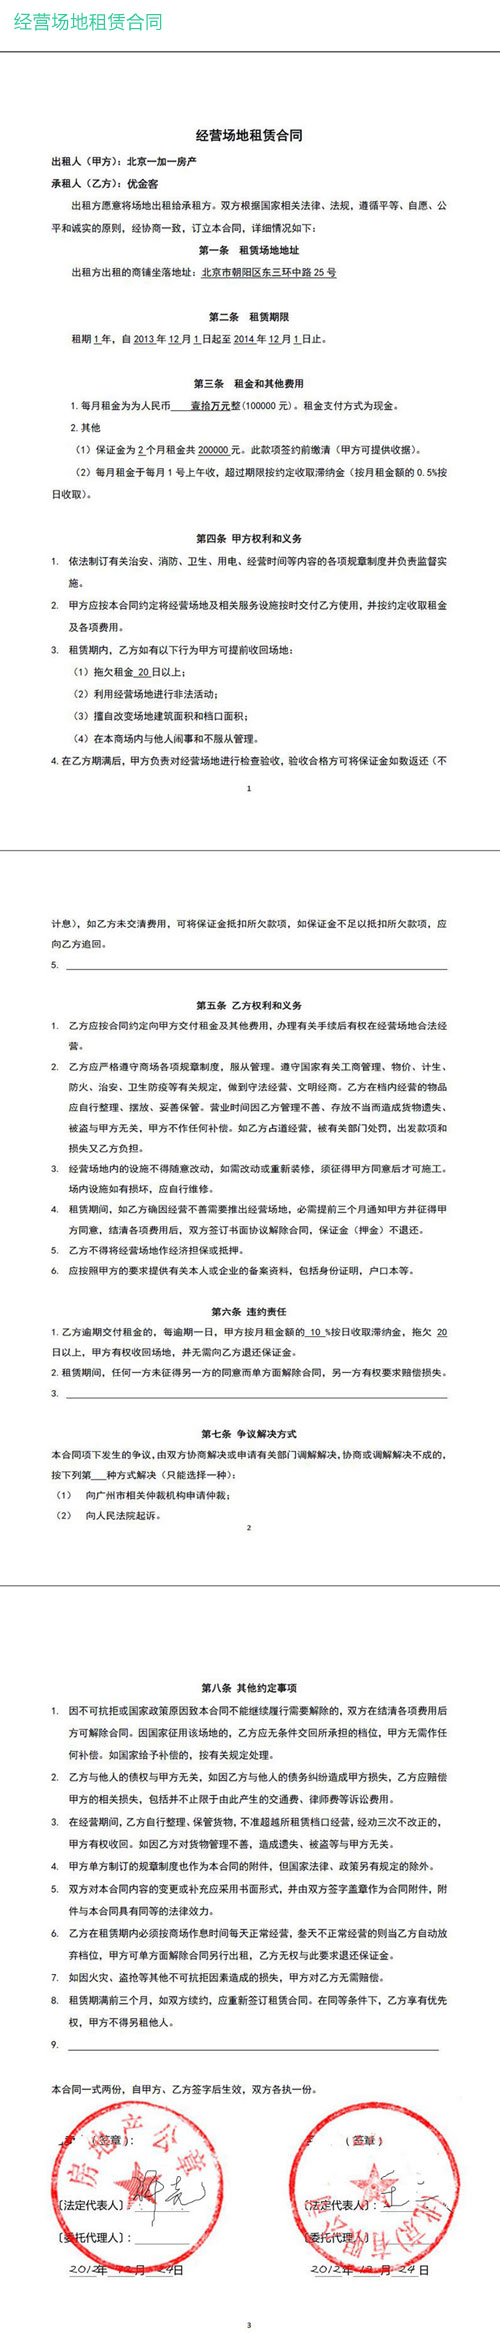 经营场地租赁合同
经营场地租赁合同
出租人（甲方）：北京一加一房产
承租人（乙方）：优金客
出租方愿意将场地出租给承租方。双方根据国家相关法律、法规，遵循平等、自愿、公
平和诚实的原则，经协商一致，订立本合同，详细情况如下：
第一条 租赁场地地址
出租方出租的商铺坐落地址：北京市朝阳区东三环中路 25 号
第二条 租赁期限
租期 1 年，自 2013 年 12 月 1 日起至 2014 年 12 月 1 日止。
第三条 租金和其他费用
1.每月租金为为人民币____壹拾万元整(100000 元)。租金支付方式为现金。
2.其他
（1）保证金为 2 个月租金共 200000 元。此款项签约前缴清（甲方可提供收据）。
（2）每月租金于每月 1 号上午收，超过期限按约定收取滞纳金（按月租金额的 0.5%按
日收取）。
第四条 甲方权利和义务
1. 依法制订有关治安、消防、卫生、用电、经营时间等内容的各项规章制度并负责监督实
施。
2. 甲方应按本合同约定将经营场地及相关服务设施按时交付乙方使用，并按约定收取租金
及各项费用。
3. 租赁期内，乙方如有以下行为甲方可提前收回场地：
（1）拖欠租金 20 日以上；
（2）利用经营场地进行非法活动；
（3）擅自改变场地建筑面积和档口面积；
（4）在本商场内与他人闹事和不服从管理。
4.在乙方期满后，甲方负责对经营场地进行检查验收，验收合格方可将保证金如数返还（不
1
计息），如乙方未交清费用，可将保证金抵扣所欠款项，如保证金不足以抵扣所欠款项，应
向乙方追回。
5.
第五条 乙方权利和义务
1. 乙方应按合同约定向甲方交付租金及其他费用，办理有关手续后有权在经营场地合法经
营。
2. 乙方应严格遵守商场各项规章制度，服从管理。遵守国家有关工商管理、物价、计生、
防火、治安、卫生防疫等有关规定，做到守法经营、文明经商。乙方在档内经营的物品
应自行整理、摆放、妥善保管。营业时间因乙方管理不善、存放不当而造成货物遗失、
被盗与甲方无关，甲方不作任何补偿。如乙方占道经营，被有关部门处罚，出发款项和
损失又乙方负担。
3. 经营场地内的设施不得随意改动，如需改动或重新装修，须征得甲方同意后才可施工。
场内设施如有损坏，应自行维修。
4. 租赁期间，如乙方确因经营不善需要推出经营场地，必需提前三个月通知甲方并征得甲
方同意，结清各项费用后，双方签订书面协议解除合同，保证金（押金）不退还。
5. 乙方不得将经营场地作经济担保或抵押。
6. 应按照甲方的要求提供有关本人或企业的备案资料，包括身份证明，户口本等。
第六条 违约责任
1.乙方逾期交付租金的，每逾期一日，甲方按月租金额的 10 %按日收取滞纳金，拖欠 20
日以上，甲方有权收回场地，并无需向乙方退还保证金。
2.租赁期间，任何一方未征得另一方的同意而单方面解除合同，另一方有权要求赔偿损失。
3.
第七条 争议解决方式
本合同项下发生的争议，由双方协商解决或申请有关部门调解解决，协商或调解解决不成的，
按下列第___种方式解决（只能选择一种）：
（1） 向广州市相关仲裁机构申请仲裁；
（2） 向人民法院起诉。
2
第八条 其他约定事项
1. 因不可抗拒或国家政策原因致本合同不能继续履行需要解除的，双方在结清各项费用后
方可解除合同。因国家征用该场地的，乙方应无条件交回所承担的档位，甲方无需作任
何补偿。如国家给予补偿的，按有关规定处理。
2. 乙方与他人的债权与甲方无关，如因乙方与他人的债务纠纷造成甲方损失，乙方应赔偿
甲方的相关损失，包括并不止限于由此产生的交通费、律师费等诉讼费用。
3. 在经营期间，乙方自行整理、保管货物，不准超越所租赁档口经营，经劝三次不改正的，
甲方有权收回。如因乙方对货物管理不善，造成遗失、被盗等与甲方无关。
4. 甲方单方制订的规章制度也作为本合同的附件，但国家法律、政策另有规定的除外。
5. 双方对本合同内容的变更或补充应采用书面形式，并由双方签字盖章作为合同附件，附
件与本合同具有同等的法律效力。
6. 乙方在租赁期内必须按商场作息时间每天正常经营，叁天不正常经营的则当乙方自动放
弃档位，甲方可单方面解除合同另行出租，乙方无权与此要求退还保证金。
7. 如因火灾、盗抢等其他不可抗拒因素造成的损失，甲方对乙方无需赔偿。
8. 租赁期满前三个月，如双方续约，应重新签订租赁合同。在同等条件下，乙方享有优先
权，甲方不得另租他人。
9.
本合同一式两份，自甲方、乙方签字后生效，双方各执一份。
（签章）： （签章）
房地产公章
(北京)有限公司
〔法定代表人〕： 〔法定代表人〕：
〔委托代理人〕： 〔委托代理人〕
2012年 12 月 24日 2012年 12 月 24 日
3